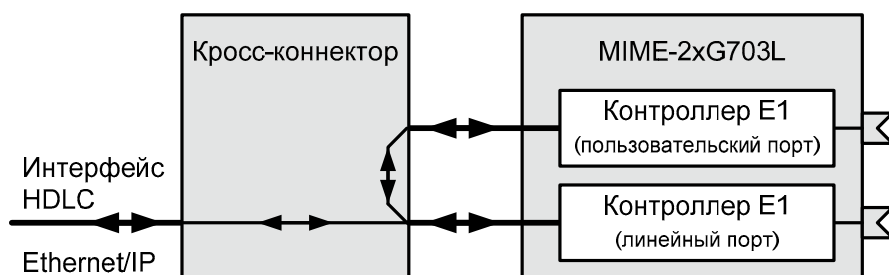 Кросс-коннектор
MIME-2xG703L
Контроллер E1
(пользовательский порт)
Интерфейс
HDLC
Контроллер E1
(линейный порт)
Ethernet/IP